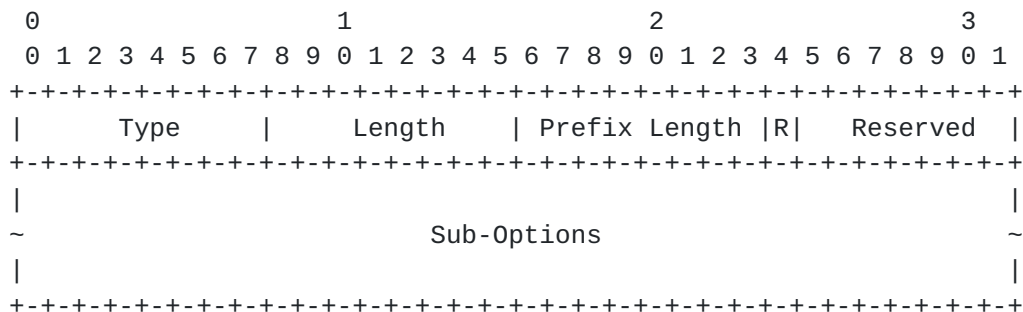 0                   1                   2                   3
 0 1 2 3 4 5 6 7 8 9 0 1 2 3 4 5 6 7 8 9 0 1 2 3 4 5 6 7 8 9 0 1
+-+-+-+-+-+-+-+-+-+-+-+-+-+-+-+-+-+-+-+-+-+-+-+-+-+-+-+-+-+-+-+-+
|      Type     |     Length    | Prefix Length |R|   Reserved  |
+-+-+-+-+-+-+-+-+-+-+-+-+-+-+-+-+-+-+-+-+-+-+-+-+-+-+-+-+-+-+-+-+
|                                                               |
~                          Sub-Options                          ~
|                                                               |
+-+-+-+-+-+-+-+-+-+-+-+-+-+-+-+-+-+-+-+-+-+-+-+-+-+-+-+-+-+-+-+-+